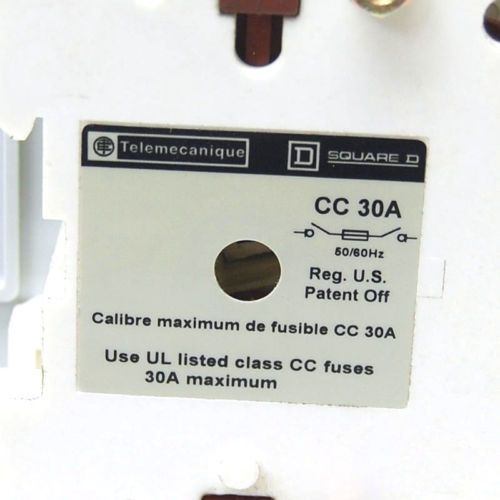 Telemecanique
D SQUARE D
CC 30A
50/60Hz
Reg. U.S.
Patent Off
Calibre maximum de fusible CC 30A
Use UL listed class CC fuses
30A maximum